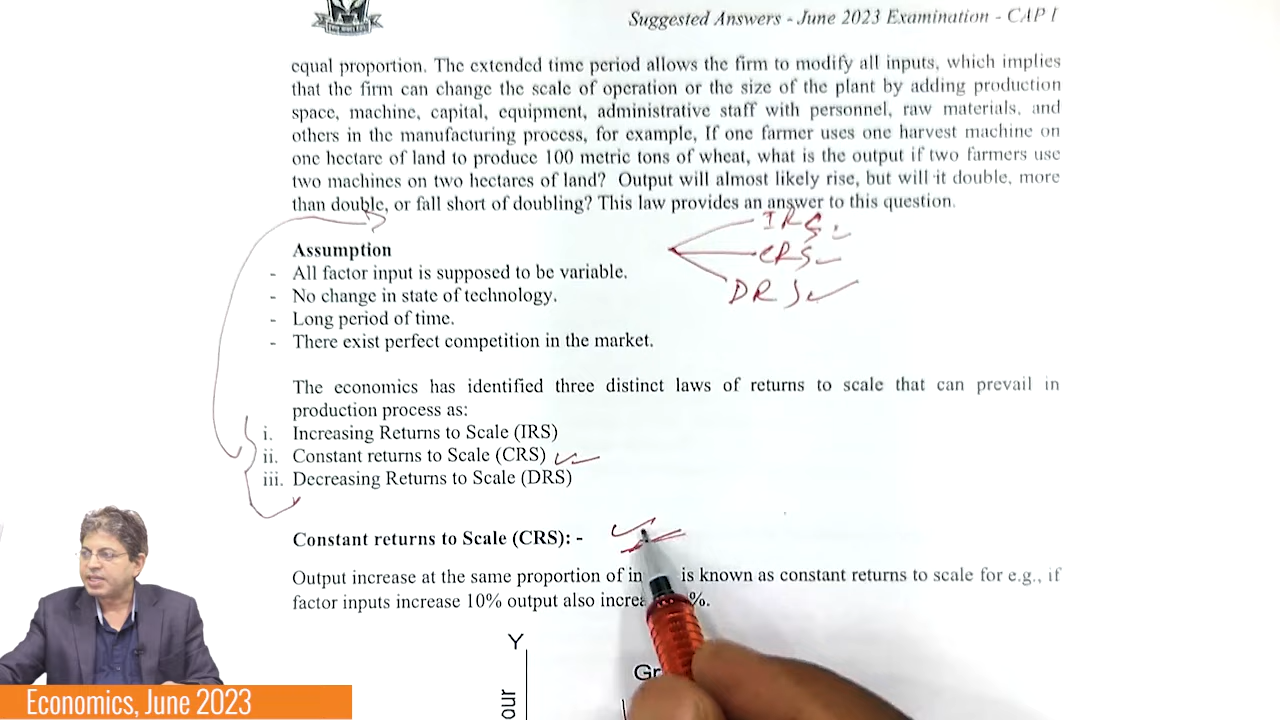 Suggested Answers - June 2023 Examination - CAP I
equal proportion. The extended time period allows the firm to modify all inputs, which implies
that the firm can change the scale of operation or the size of the plant by adding production
space, machine, capital, equipment, administrative staff with personnel, raw materials, and
others in the manufacturing process, for example, If one farmer uses one harvest machine on
one hectare of land to produce 100 metric tons of wheat, what is the output if two farmers use
two machines on two hectares of land? Output will almost likely rise, but will it double, more
than double, or fall short of doubling? This law provides an answer to this question.
IRS
Assumption
CRS
- All factor input is supposed to be variable.
DRS
- No change in state of technology.
- Long period of time.
- There exist perfect competition in the market.
The economics has identified three distinct laws of returns to scale that can prevail in
production process as:
i. Increasing Returns to Scale (IRS)
ii. Constant returns to Scale (CRS)
iii. Decreasing Returns to Scale (DRS)
Constant returns to Scale (CRS): -
Output increase at the same proportion of in is known as constant returns to scale for e.g., if
factor inputs increase 10% output also increa %.
Y
Gr
our
Economics, June 2023